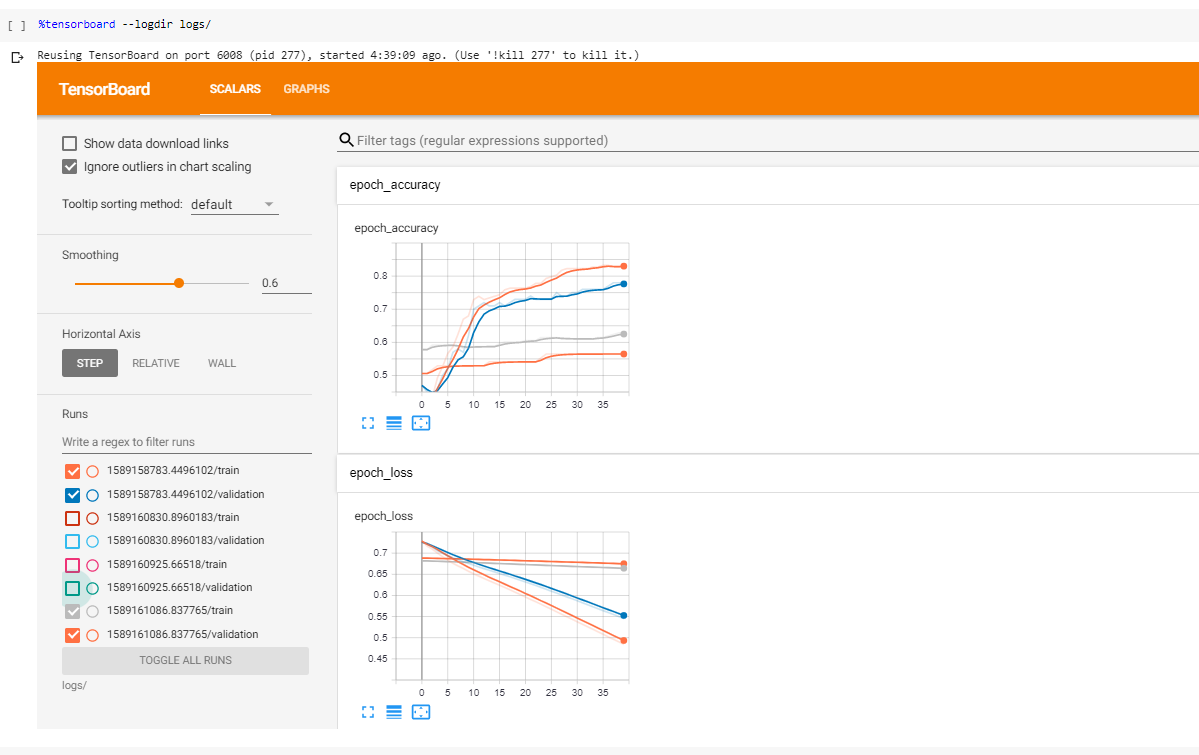 [ ] %tensorboard --logdir logs/
Reusing TensorBoard on port 6008 (pid 277), started 4:39:09 ago. (Use '!kill 277' to kill it.)
TensorBoard SCALARS GRAPHS
Show data download links
Ignore outliers in chart scaling
Tooltip sorting method: default
Smoothing
0.6
Horizontal Axis
STEP RELATIVE WALL
Runs
Write a regex to filter runs
1589158783.4496102/train
1589158783.4496102/validation
1589160830.8960183/train
1589160830.8960183/validation
1589160925.66518/train
1589160925.66518/validation
1589161086.837765/train
1589161086.837765/validation
TOGGLE ALL RUNS
logs/
Filter tags (regular expressions supported)
epoch_accuracy
epoch_accuracy
0.8
0.7
0.6
0.5
0 5 10 15 20 25 30 35
epoch_loss
epoch_loss
0.7
0.65
0.6
0.55
0.5
0.45
0 5 10 15 20 25 30 35